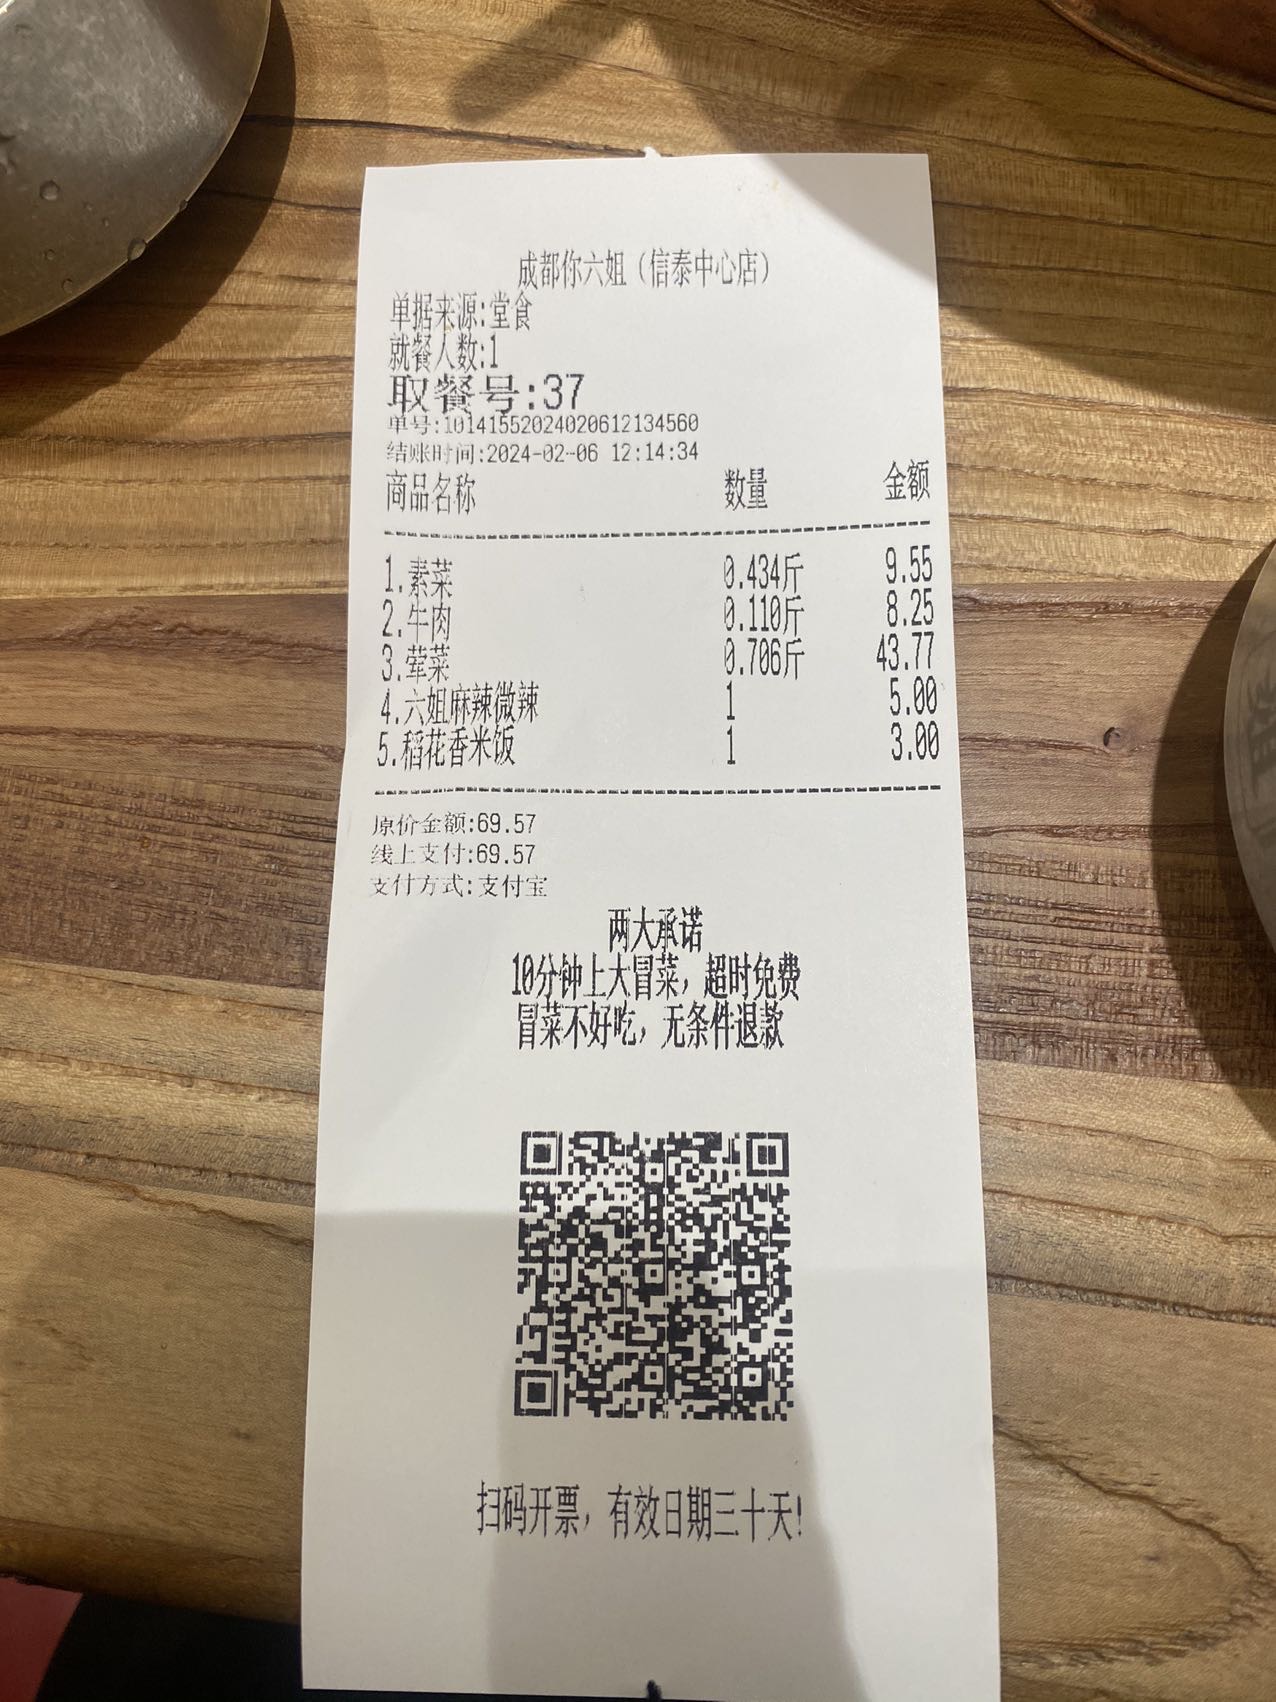 成都你六姐（信泰中心店）
单据来源:堂食
就餐人数:1
取餐号:37
单号:10141552024020612134560
结账时间:2024-02-06 12:14:34
商品名称 数量 金额
1.素菜 0.434斤 9.55
2.牛肉 0.110斤 8.25
3.荤菜 0.706斤 43.77
4.六姐麻辣微辣 1 5.00
5.稻花香米饭 1 3.00
原价金额:69.57
线上支付:69.57
支付方式:支付宝
两大承诺
10分钟上大冒菜，超时免费
冒菜不好吃，无条件退款
扫码开票，有效日期三十天!